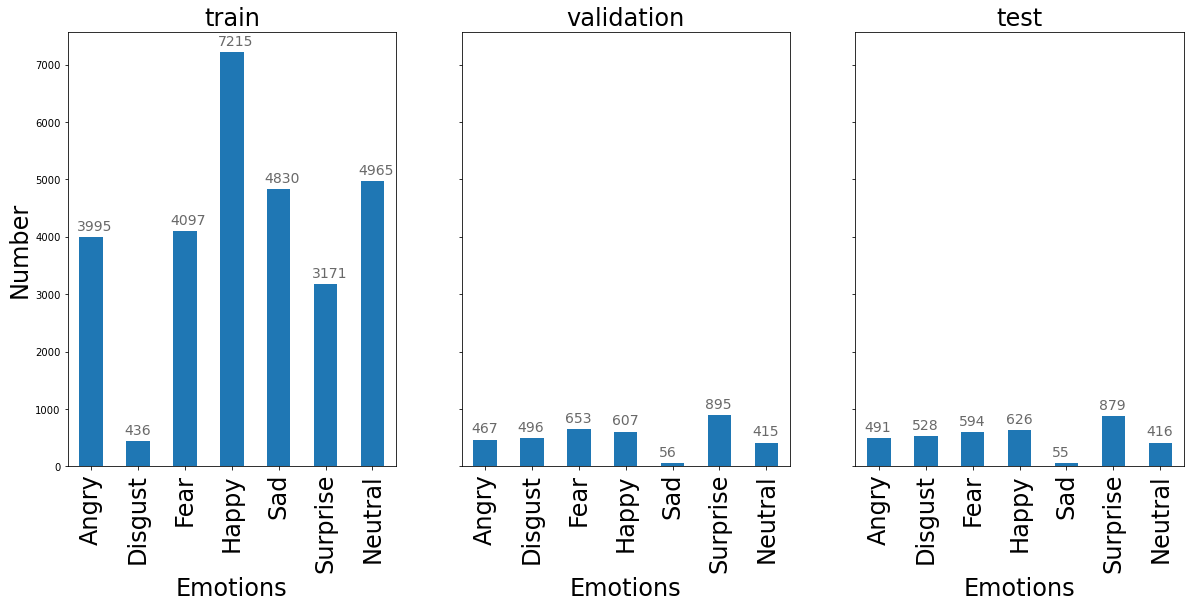 train
Number
7000
6000
5000
4000
3000
2000
1000
0
3995
436
4097
7215
4830
3171
4965
Angry
Disgust
Fear
Happy
Sad
Surprise
Neutral
Emotions
validation
467
496
653
607
56
895
415
Angry
Disgust
Fear
Happy
Sad
Surprise
Neutral
Emotions
test
491
528
594
626
55
879
416
Angry
Disgust
Fear
Happy
Sad
Surprise
Neutral
Emotions